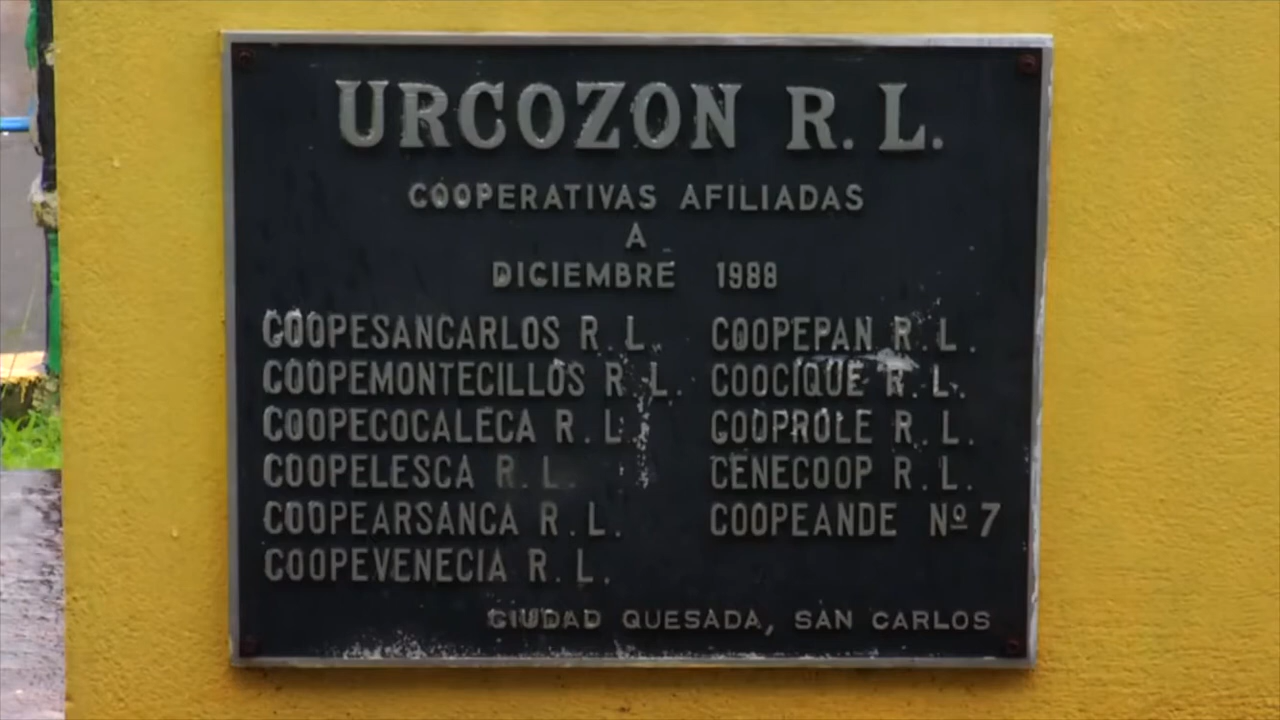 URCOZON R. L.
COOPERATIVAS AFILIADAS
A
DICIEMBRE 1988
COOPESANCARLOS R. L.
COOPEMONTECILLOS R. L.
COOPECOCALECA R. L.
COOPELESCA R. L.
COOPEARSANCA R. L.
COOPEVENECIA R. L.
COOPEPAN R. L.
COOCIQUE R. L.
COOPROLE R. L.
CENECOOP R. L.
COOPEANDE Nº 7
CIUDAD QUESADA, SAN CARLOS